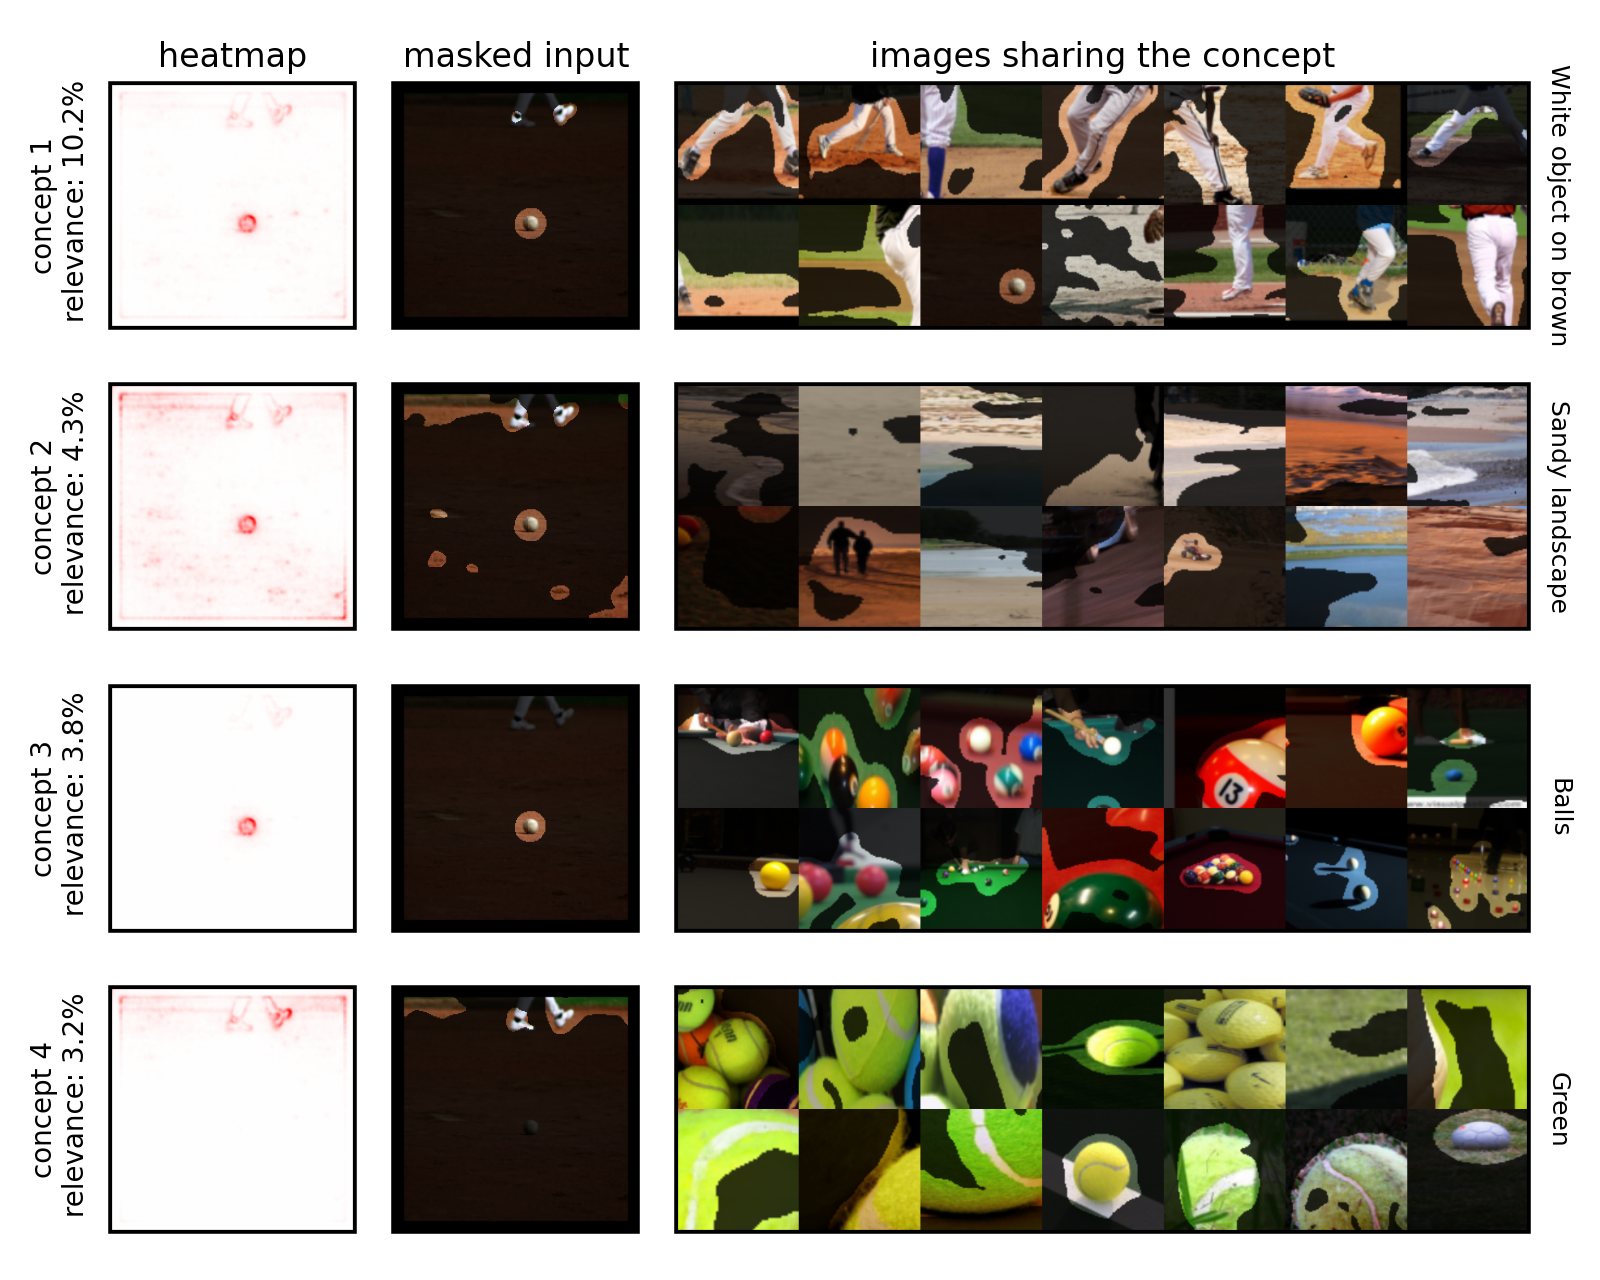 heatmap
masked input
images sharing the concept
concept 1
relevance: 10.2%
White object on brown
concept 2
relevance: 4.3%
Sandy landscape
concept 3
relevance: 3.8%
13
Balls
concept 4
relevance: 3.2%
Green